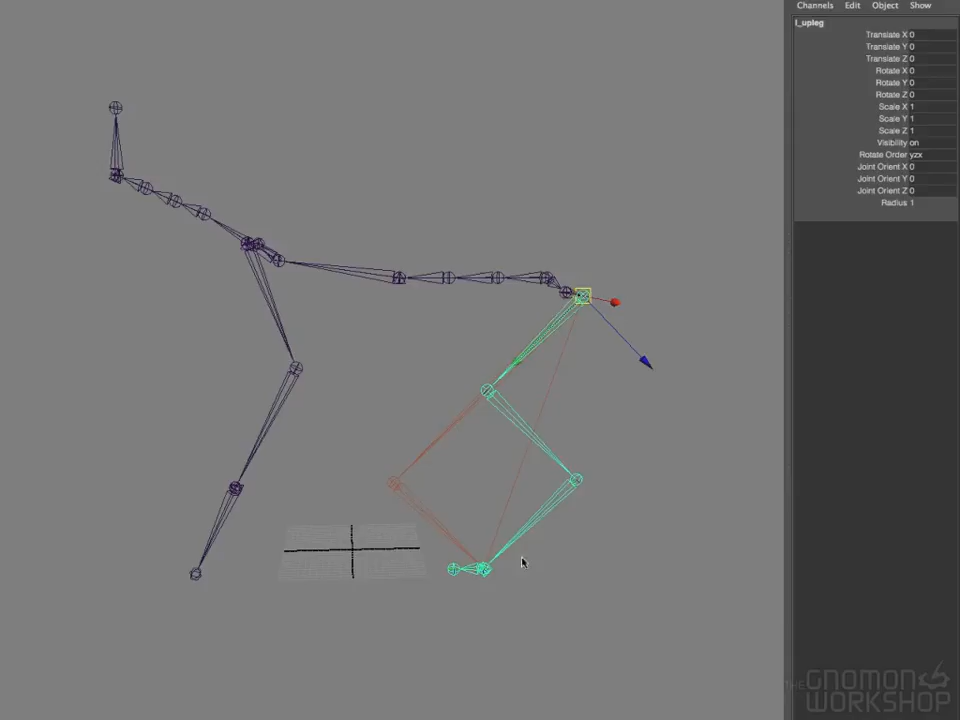 Channels Edit Object Show
l_upleg
Translate X 0
Translate Y 0
Translate Z 0
Rotate X 0
Rotate Y 0
Rotate Z 0
Scale X 1
Scale Y 1
Scale Z 1
Visibility on
Rotate Order yzx
Joint Orient X 0
Joint Orient Y 0
Joint Orient Z 0
Radius 1
THE GNOMON
WORKSHOP